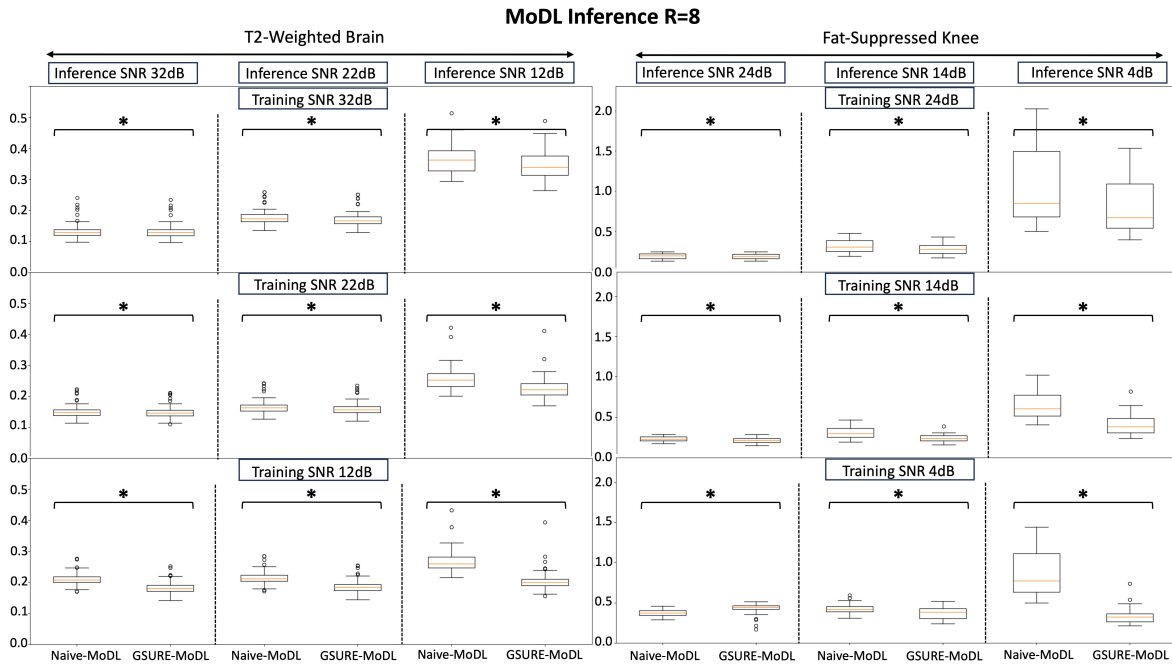 MoDL Inference R=8
T2-Weighted Brain
Fat-Suppressed Knee
Inference SNR 32dB
Inference SNR 22dB
Inference SNR 12dB
Inference SNR 24dB
Inference SNR 14dB
Inference SNR 4dB
Training SNR 32dB
0.5
0.4
0.3
0.2
0.1
0.0
* * *
Training SNR 24dB
2.0
1.5
1.0
0.5
0.0
* * *
Training SNR 22dB
0.5
0.4
0.3
0.2
0.1
0.0
* * *
Training SNR 14dB
2.0
1.5
1.0
0.5
0.0
* * *
Training SNR 12dB
0.5
0.4
0.3
0.2
0.1
0.0
* * *
Training SNR 4dB
2.0
1.5
1.0
0.5
0.0
* * *
Naive-MoDL GSURE-MoDL Naive-MoDL GSURE-MoDL Naive-MoDL GSURE-MoDL
Naive-MoDL GSURE-MoDL Naive-MoDL GSURE-MoDL Naive-MoDL GSURE-MoDL